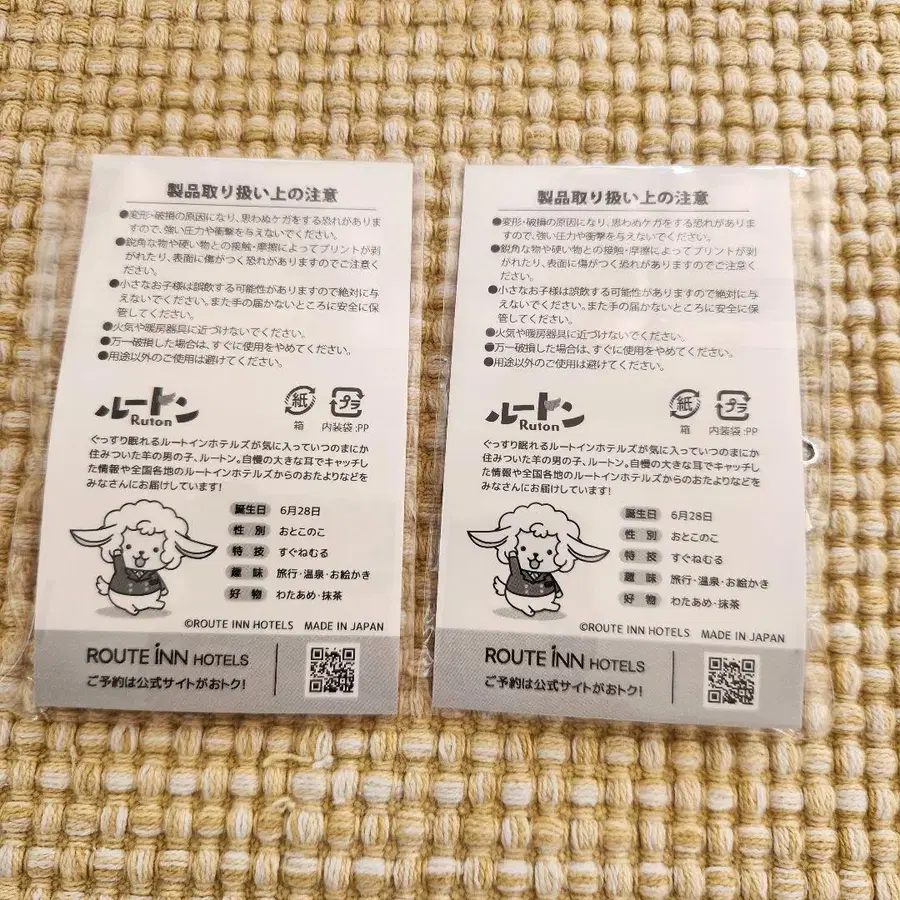 製品取り扱い上の注意
●変形・破損の原因になり、思わぬケガをする恐れがありま
すので、強い圧力や衝撃を与えないでください。
●鋭角な物や硬い物との接触・摩擦によってプリントが剥
がれたり、表面に傷がつく恐れがありますのでご注意く
ださい。
●小さなお子様は誤飲する可能性がありますので絶対に与
えないでください。また手の届かないところに安全に保
管してください。
●火気や暖房器具に近づけないでください。
●万一破損した場合は、すぐに使用をやめてください。
●用途以外のご使用は避けてください。
ルートン
Ruton
紙
プラ
箱
内装袋:PP
ぐっすり眠れるルートインホテルズが気に入っていつのまにか
住みついた羊の男の子、ルートン。自慢の大きな耳でキャッチし
た情報や全国各地のルートインホテルズからのおたよりなどを
みなさんにお届けしています!
誕生日 6月28日
性別 おとこのこ
特技 すぐねむる
趣味 旅行・温泉・お絵かき
好物 わたあめ・抹茶
©ROUTE INN HOTELS MADE IN JAPAN
ROUTE INN HOTELS
ご予約は公式サイトがおトク!
製品取り扱い上の注意
●変形・破損の原因になり、思わぬケガをする恐れがありま
すので、強い圧力や衝撃を与えないでください。
●鋭角な物や硬い物との接触・摩擦によってプリントが剥
がれたり、表面に傷がつく恐れがありますのでご注意く
ださい。
●小さなお子様は誤飲する可能性がありますので絶対に与
えないでください。また手の届かないところに安全に保
管してください。
●火気や暖房器具に近づけないでください。
●万一破損した場合は、すぐに使用をやめてください。
●用途以外のご使用は避けてください。
ルートン
Ruton
紙
プラ
箱
内装袋:PP
ぐっすり眠れるルートインホテルズが気に入っていつのまにか
住みついた羊の男の子、ルートン。自慢の大きな耳でキャッチし
た情報や全国各地のルートインホテルズからのおたよりなどを
みなさんにお届けしています!
誕生日 6月28日
性別 おとこのこ
特技 すぐねむる
趣味 旅行・温泉・お絵かき
好物 わたあめ・抹茶
©ROUTE INN HOTELS MADE IN JAPAN
ROUTE INN HOTELS
ご予約は公式サイトがおトク!